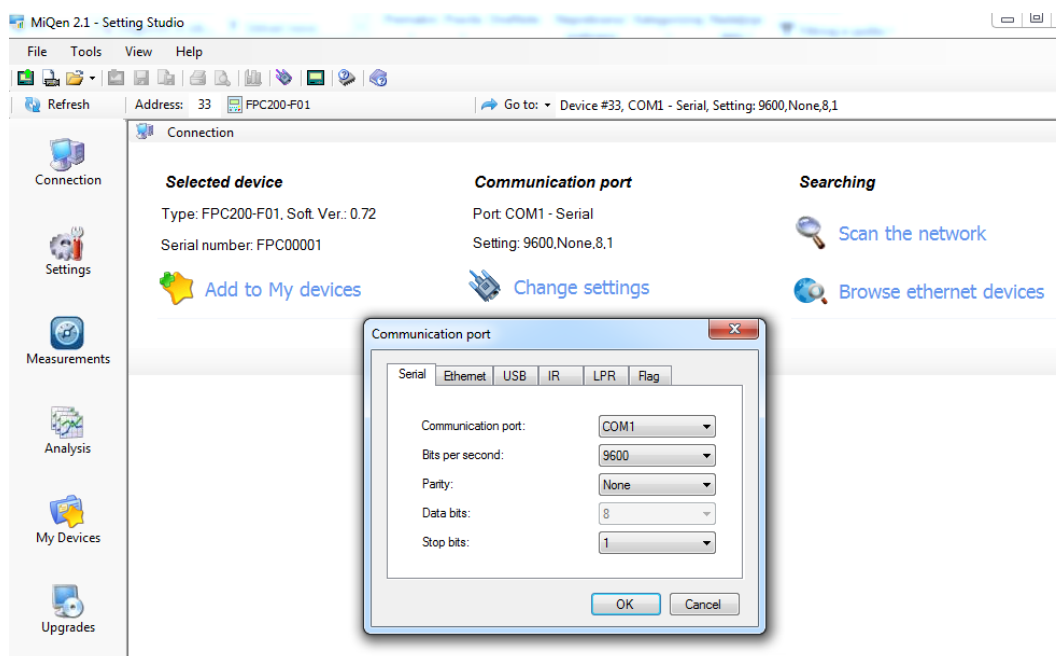 MiQen 2.1 - Setting Studio
File Tools View Help
Refresh Address: 33 FPC200-F01 Go to: Device #33, COM1 - Serial, Setting: 9600,None,8,1
Connection
Connection
Settings
Measurements
Analysis
My Devices
Upgrades
Selected device
Type: FPC200-F01, Soft. Ver.: 0.72
Serial number: FPC00001
Add to My devices
Communication port
Port: COM1 - Serial
Setting: 9600,None,8,1
Change settings
Searching
Scan the network
Browse ethernet devices
Communication port
Serial Ethernet USB IR LPR Flag
Communication port: COM1
Bits per second: 9600
Parity: None
Data bits: 8
Stop bits: 1
OK Cancel